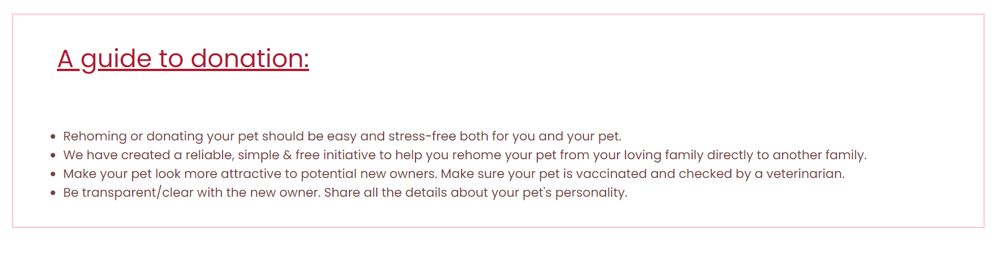 A guide to donation:
Rehoming or donating your pet should be easy and stress-free both for you and your pet.
We have created a reliable, simple & free initiative to help you rehome your pet from your loving family directly to another family.
Make your pet look more attractive to potential new owners. Make sure your pet is vaccinated and checked by a veterinarian.
Be transparent/clear with the new owner. Share all the details about your pet's personality.